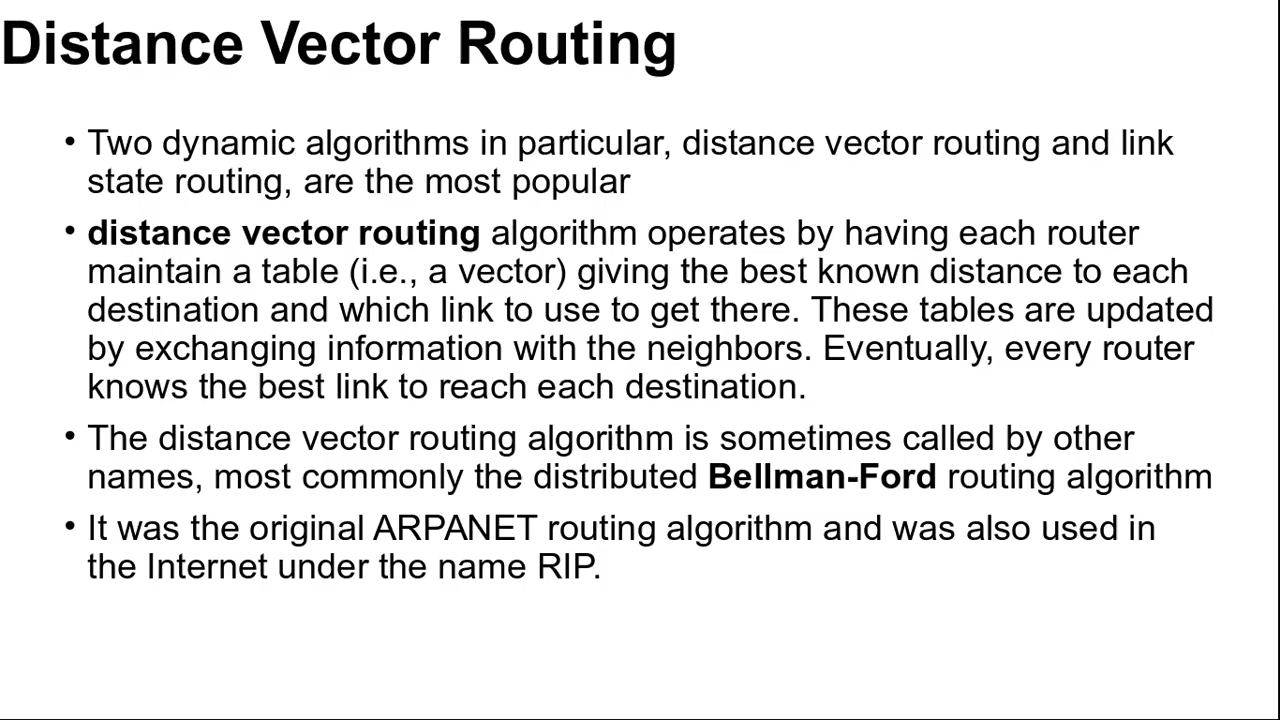 Distance Vector Routing
• Two dynamic algorithms in particular, distance vector routing and link
state routing, are the most popular
• distance vector routing algorithm operates by having each router
maintain a table (i.e., a vector) giving the best known distance to each
destination and which link to use to get there. These tables are updated
by exchanging information with the neighbors. Eventually, every router
knows the best link to reach each destination.
• The distance vector routing algorithm is sometimes called by other
names, most commonly the distributed Bellman-Ford routing algorithm
• It was the original ARPANET routing algorithm and was also used in
the Internet under the name RIP.